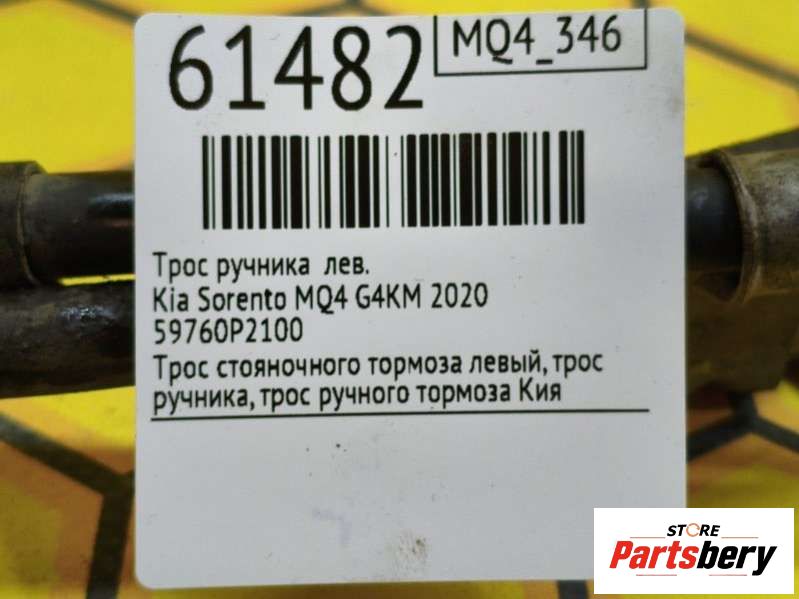 61482
MQ4_346
Трос ручника лев.
Kia Sorento MQ4 G4KM 2020
59760P2100
Трос стояночного тормоза левый, трос
ручника, трос ручного тормоза Кия
STORE
Partsbery